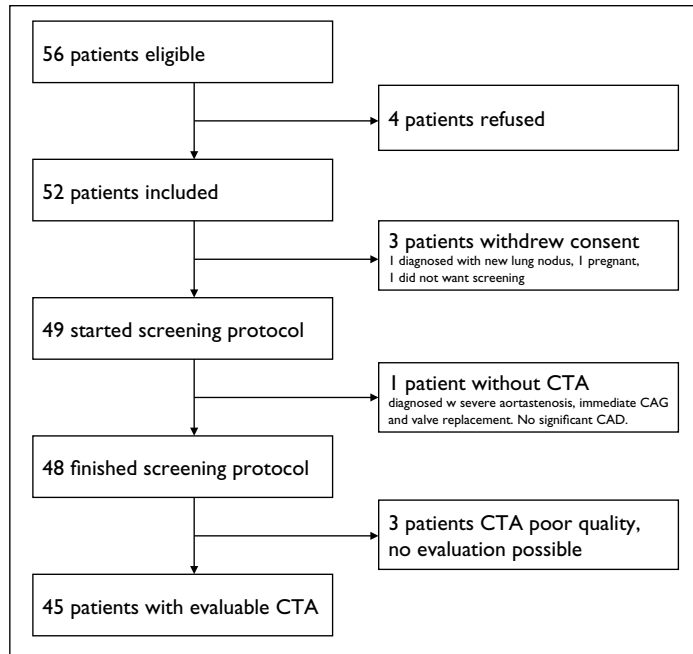 56 patients eligible
4 patients refused
52 patients included
3 patients withdrew consent
1 diagnosed with new lung nodus, 1 pregnant,
1 did not want screening
49 started screening protocol
1 patient without CTA
diagnosed w severe aortastenosis, immediate CAG
and valve replacement. No significant CAD.
48 finished screening protocol
3 patients CTA poor quality,
no evaluation possible
45 patients with evaluable CTA